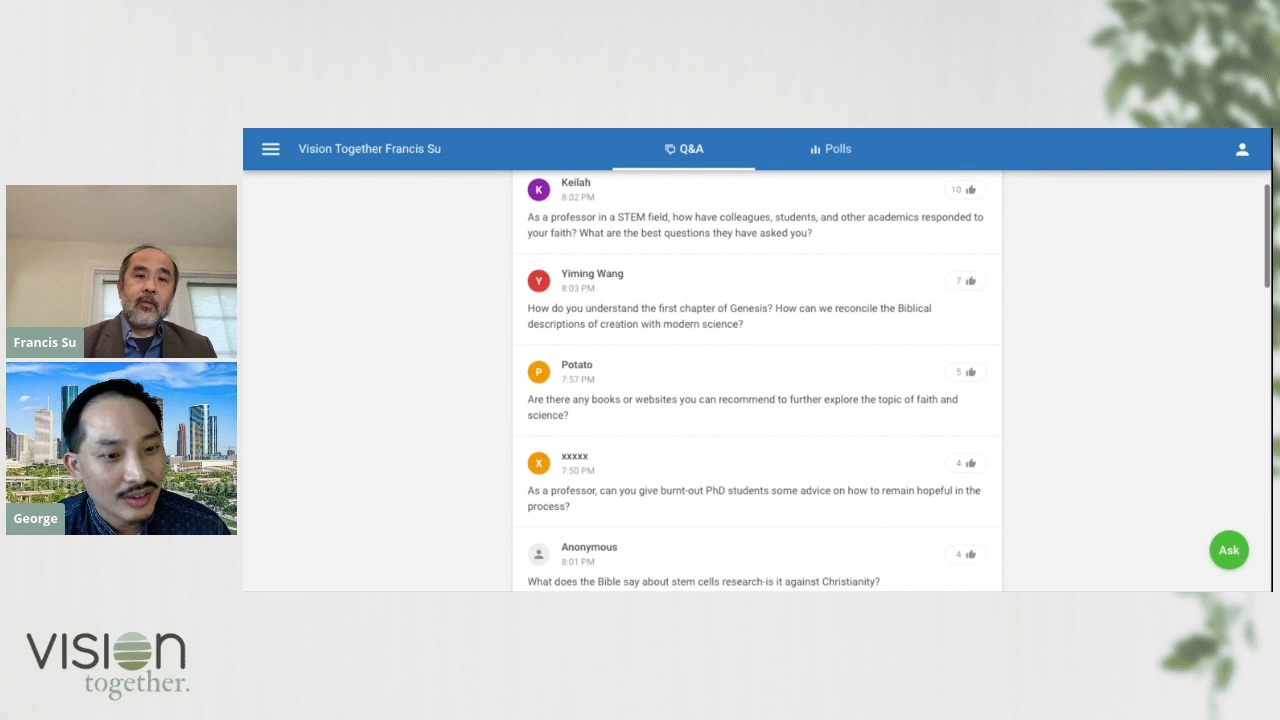 Vision Together Francis Su
Q&A
Polls
Keilah
8:02 PM
10
As a professor in a STEM field, how have colleagues, students, and other academics responded to
your faith? What are the best questions they have asked you?
Yiming Wang
8:03 PM
7
How do you understand the first chapter of Genesis? How can we reconcile the Biblical
descriptions of creation with modern science?
Potato
7:57 PM
5
Are there any books or websites you can recommend to further explore the topic of faith and
science?
xxxxx
7:50 PM
4
As a professor, can you give burnt-out PhD students some advice on how to remain hopeful in the
process?
Anonymous
8:01 PM
4
What does the Bible say about stem cells research-is it against Christianity?
K
Y
P
X
Ask
Francis Su
George
VISION
together.